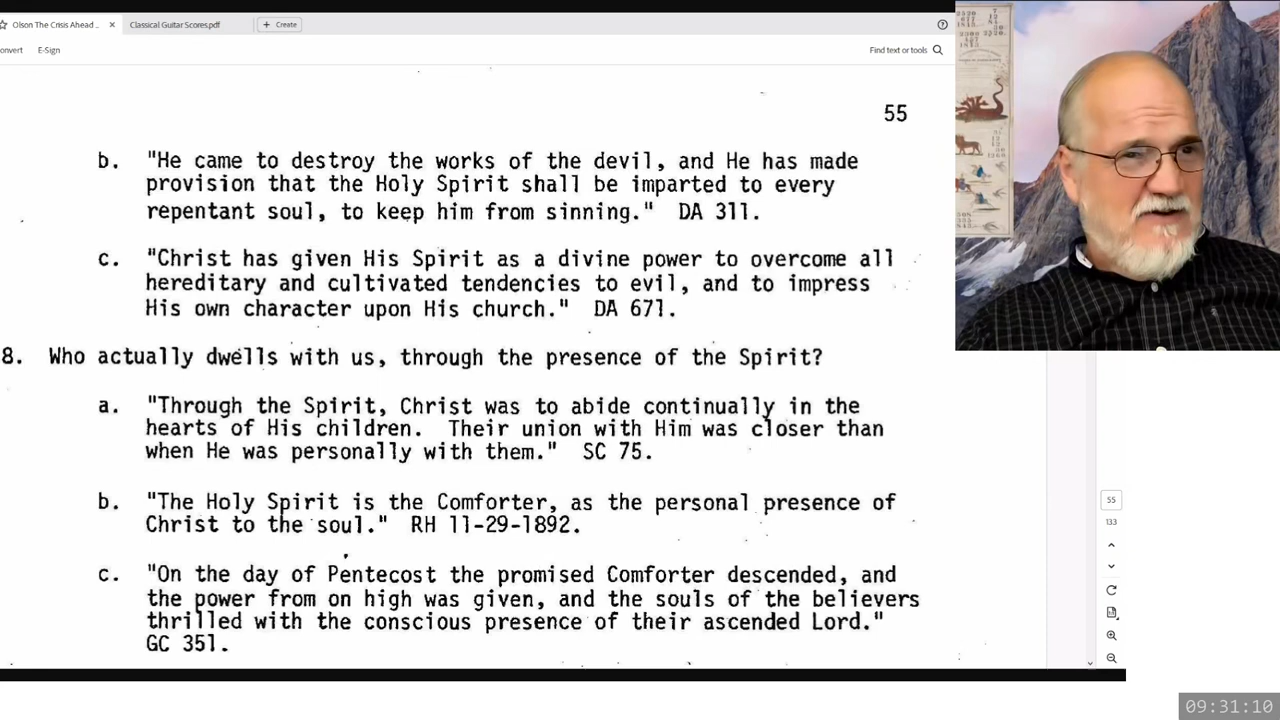 Olson The Crisis Ahead ..
Classical Guitar Scores.pdf
Create
onvert
E-Sign
Find text or tools
55
b. "He came to destroy the works of the devil, and He has made
provision that the Holy Spirit shall be imparted to every
repentant soul, to keep him from sinning." DA 311.
c. "Christ has given His Spirit as a divine power to overcome all
hereditary and cultivated tendencies to evil, and to impress
His own character upon His church." DA 671.
8. Who actually dwells with us, through the presence of the Spirit?
a. "Through the Spirit, Christ was to abide continually in the
hearts of His children. Their union with Him was closer than
when He was personally with them." SC 75.
b. "The Holy Spirit is the Comforter, as the personal presence of
Christ to the soul." RH 11-29-1892.
c. "On the day of Pentecost the promised Comforter descended, and
the power from on high was given, and the souls of the believers
thrilled with the conscious presence of their ascended Lord."
GC 351.
55
133
09:31:10